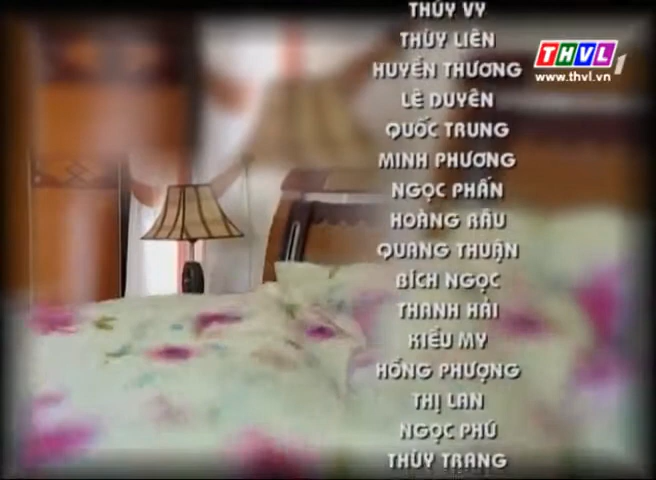 THÚY VY
THÙY LIÊN
HUYỀN THƯƠNG
LÊ DUYÊN
QUỐC TRUNG
MINH PHƯƠNG
NGỌC PHẤN
HOÀNG RÂU
QUANG THUẬN
BÍCH NGỌC
THANH HẢI
KIỀU MY
HỒNG PHƯỢNG
THỊ LAN
NGỌC PHÚ
THÙY TRANG
THVL1
www.thvl.vn